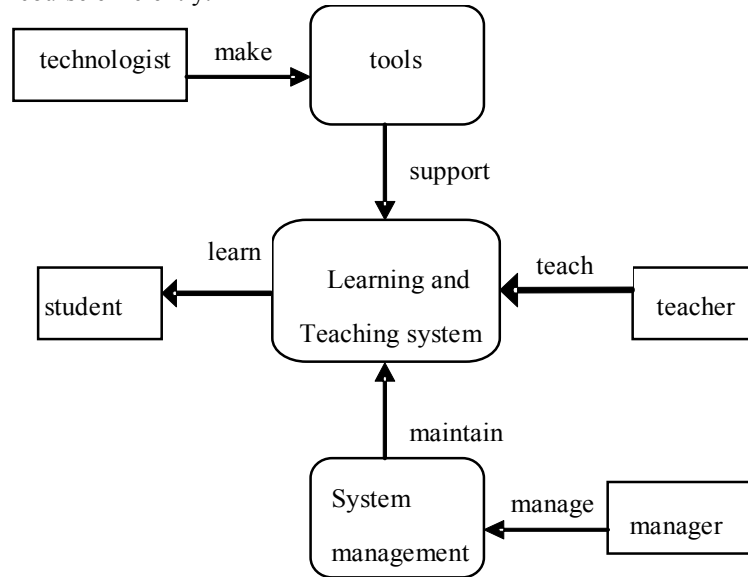 make
technologist
tools
support
learn
teach
Learning and
Teaching system
student
teacher
maintain
System
management
manage
manager